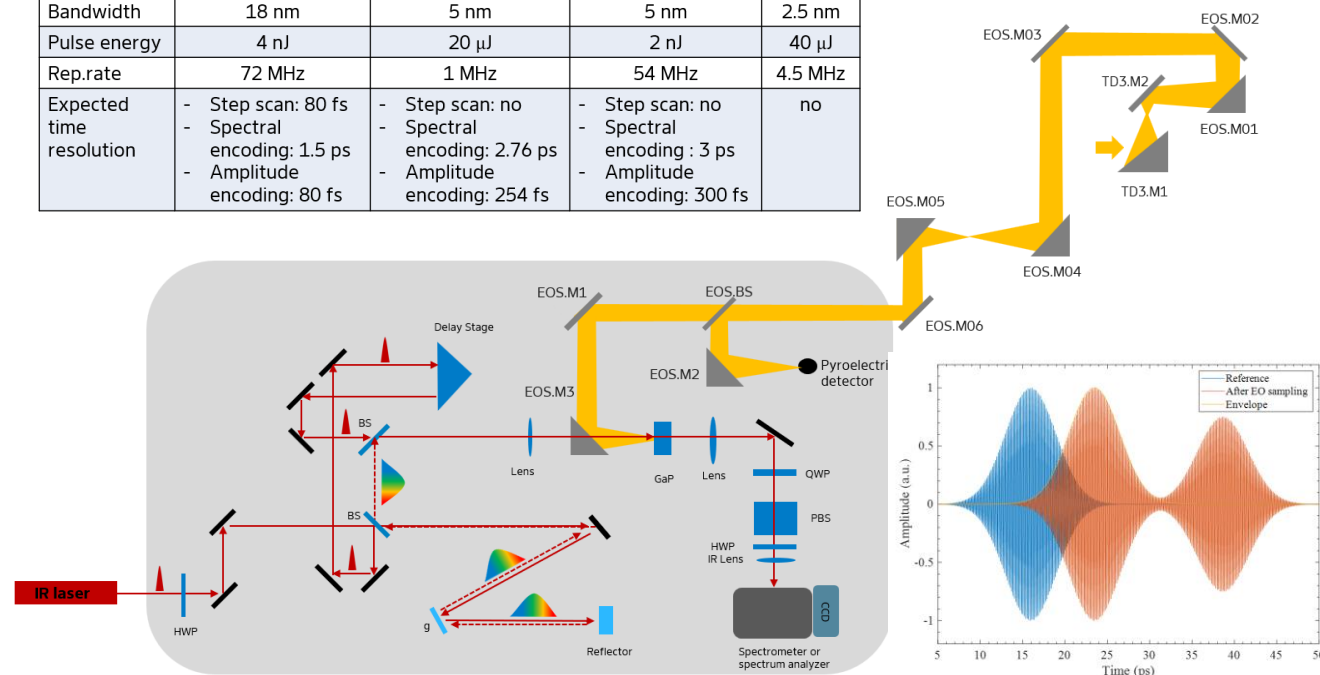 Bandwidth 18 nm 5 nm 5 nm 2.5 nm
Pulse energy 4 nJ 20 μJ 2 nJ 40 μJ
Rep.rate 72 MHz 1 MHz 54 MHz 4.5 MHz
Expected - Step scan: 80 fs - Step scan: no - Step scan: no no
time - Spectral - Spectral - Spectral
resolution encoding: 1.5 ps encoding: 2.76 ps encoding : 3 ps
- Amplitude - Amplitude - Amplitude
encoding: 80 fs encoding: 254 fs encoding: 300 fs
EOS.M02
EOS.M03
TD3.M2
EOS.M01
TD3.M1
EOS.M05
EOS.M04
EOS.M06
EOS.M1
EOS.BS
Delay Stage
EOS.M2
Pyroelectri
detector
EOS.M3
BS
Lens
GaP
Lens
QWP
BS
PBS
HWP
IR Lens
IR laser
HWP
g
Reflector
CCD
Spectrometer or
spectrum analyzer
Reference
After EO sampling
Envelope
1
0.5
0
-0.5
-1
Amplitude (a.u.)
5 10 15 20 25 30 35 40 45 50
Time (ps)